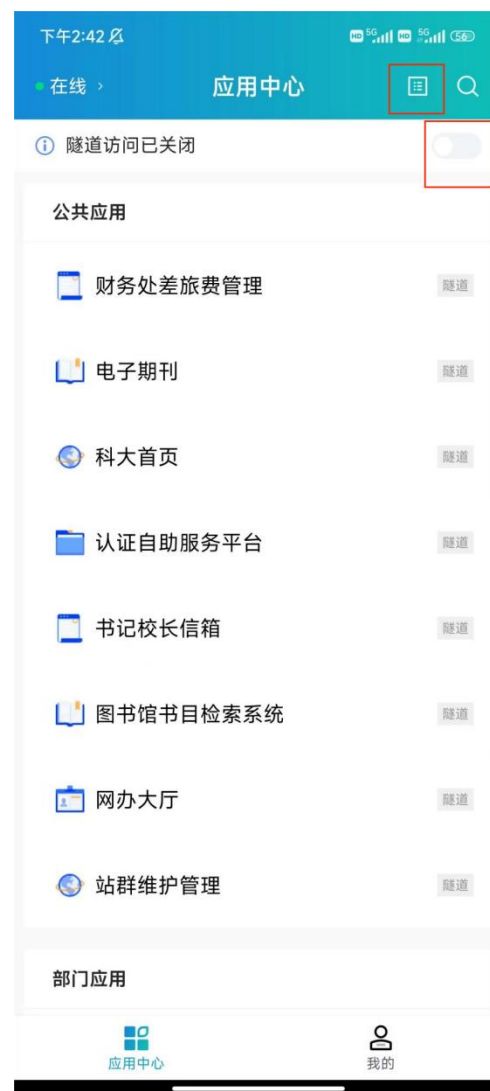 下午2:42 HD 5G HD 5G 56
在线 › 应用中心
隧道访问已关闭
公共应用
财务处差旅费管理 隧道
电子期刊 隧道
科大首页 隧道
认证自助服务平台 隧道
书记校长信箱 隧道
图书馆书目检索系统 隧道
网办大厅 隧道
站群维护管理 隧道
部门应用
应用中心 我的